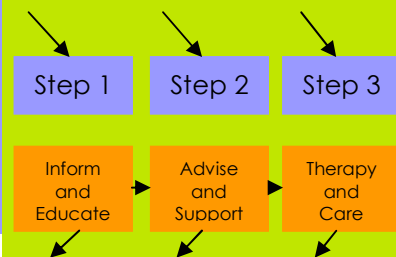 Step 1 Step 2 Step 3
Inform Advise Therapy
and and and
Educate Support Care